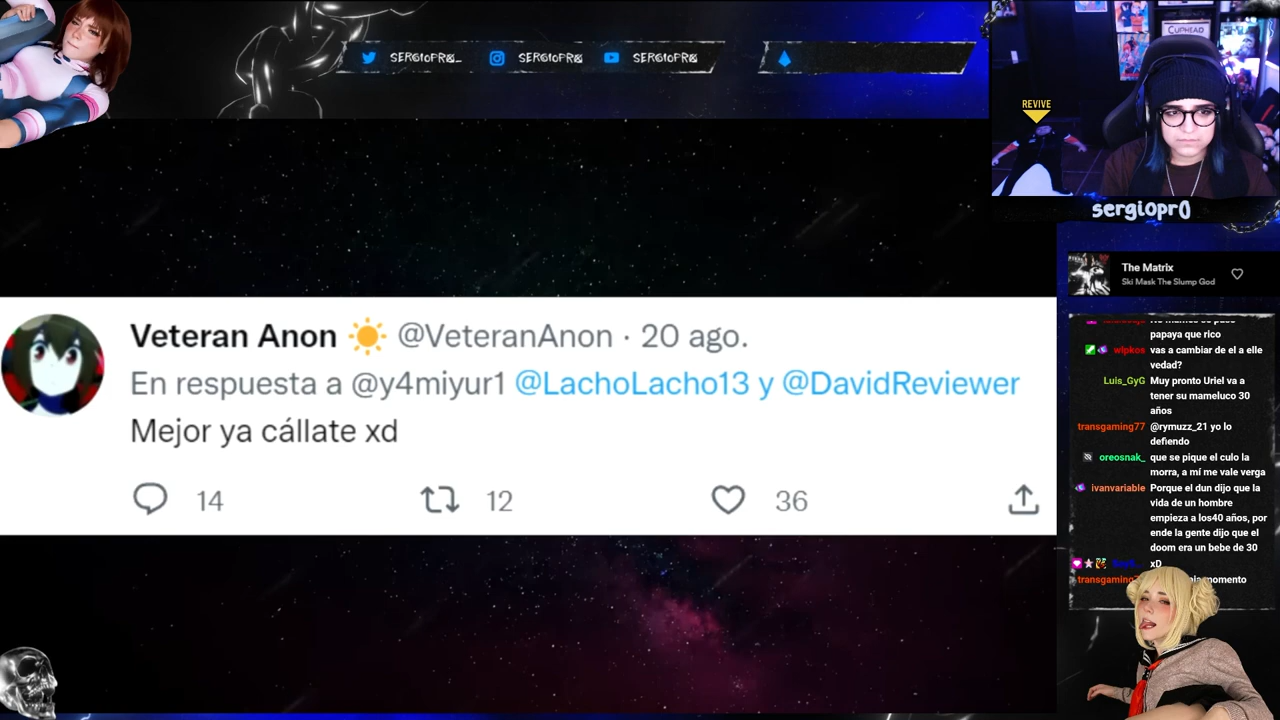 SERGIOPR0_
SERGIOPR0
SERGIOPR0
CUPHEAD
REVIVE
sergiopr0
The Matrix
Ski Mask The Slump God
Veteran Anon @VeteranAnon · 20 ago.
En respuesta a @y4miyur1 @LachoLacho13 y @DavidReviewer
Mejor ya cállate xd
14
12
36
papaya que rico
wipkos vas a cambiar de el a elle
vedad?
Luis_GyG Muy pronto Uriel va a
tener su mameluco 30
años
transgaming77 @rymuzz_21 yo lo
defiendo
oreosnak_ que se pique el culo la
morra, a mí me vale verga
ivanvariable Porque el dun dijo que la
vida de un hombre
empieza a los40 años, por
ende la gente dijo que el
doom era un bebe de 30
xD
momento